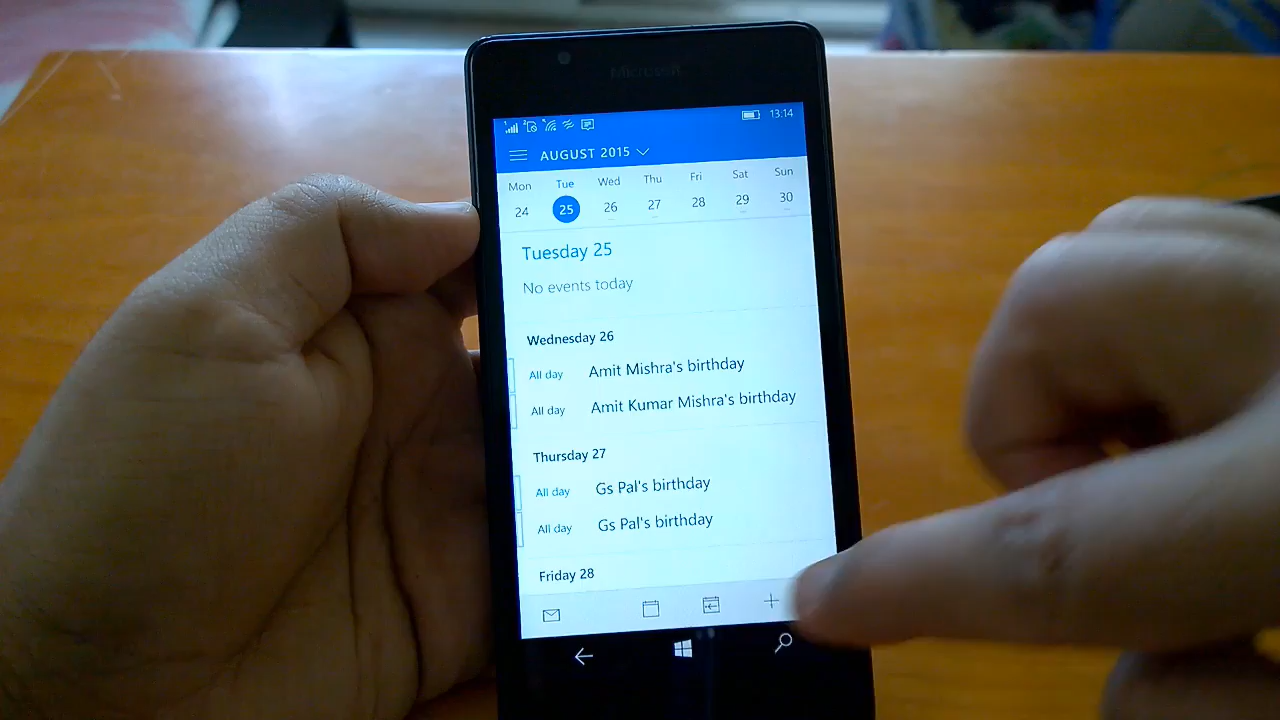 Microsoft
13:14
AUGUST 2015
Mon Tue Wed Thu Fri Sat Sun
24 25 26 27 28 29 30
Tuesday 25
No events today
Wednesday 26
All day Amit Mishra's birthday
All day Amit Kumar Mishra's birthday
Thursday 27
All day Gs Pal's birthday
All day Gs Pal's birthday
Friday 28